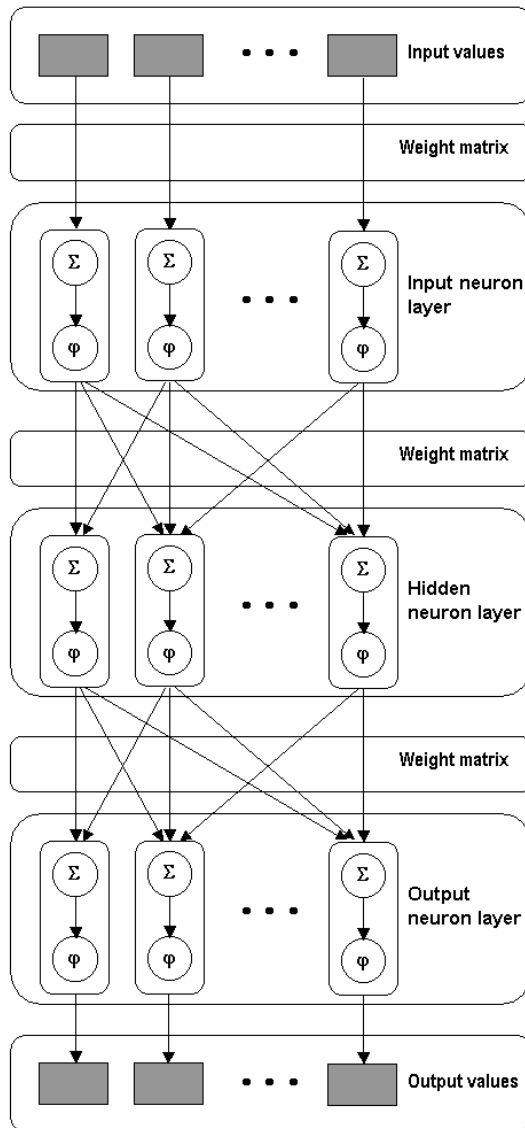 Input values
Weight matrix
Σ Σ Σ
Input neuron
layer
φ φ φ
Weight matrix
Σ Σ Σ
Hidden
neuron layer
φ φ φ
Weight matrix
Σ Σ Σ
Output
neuron layer
φ φ φ
Output values